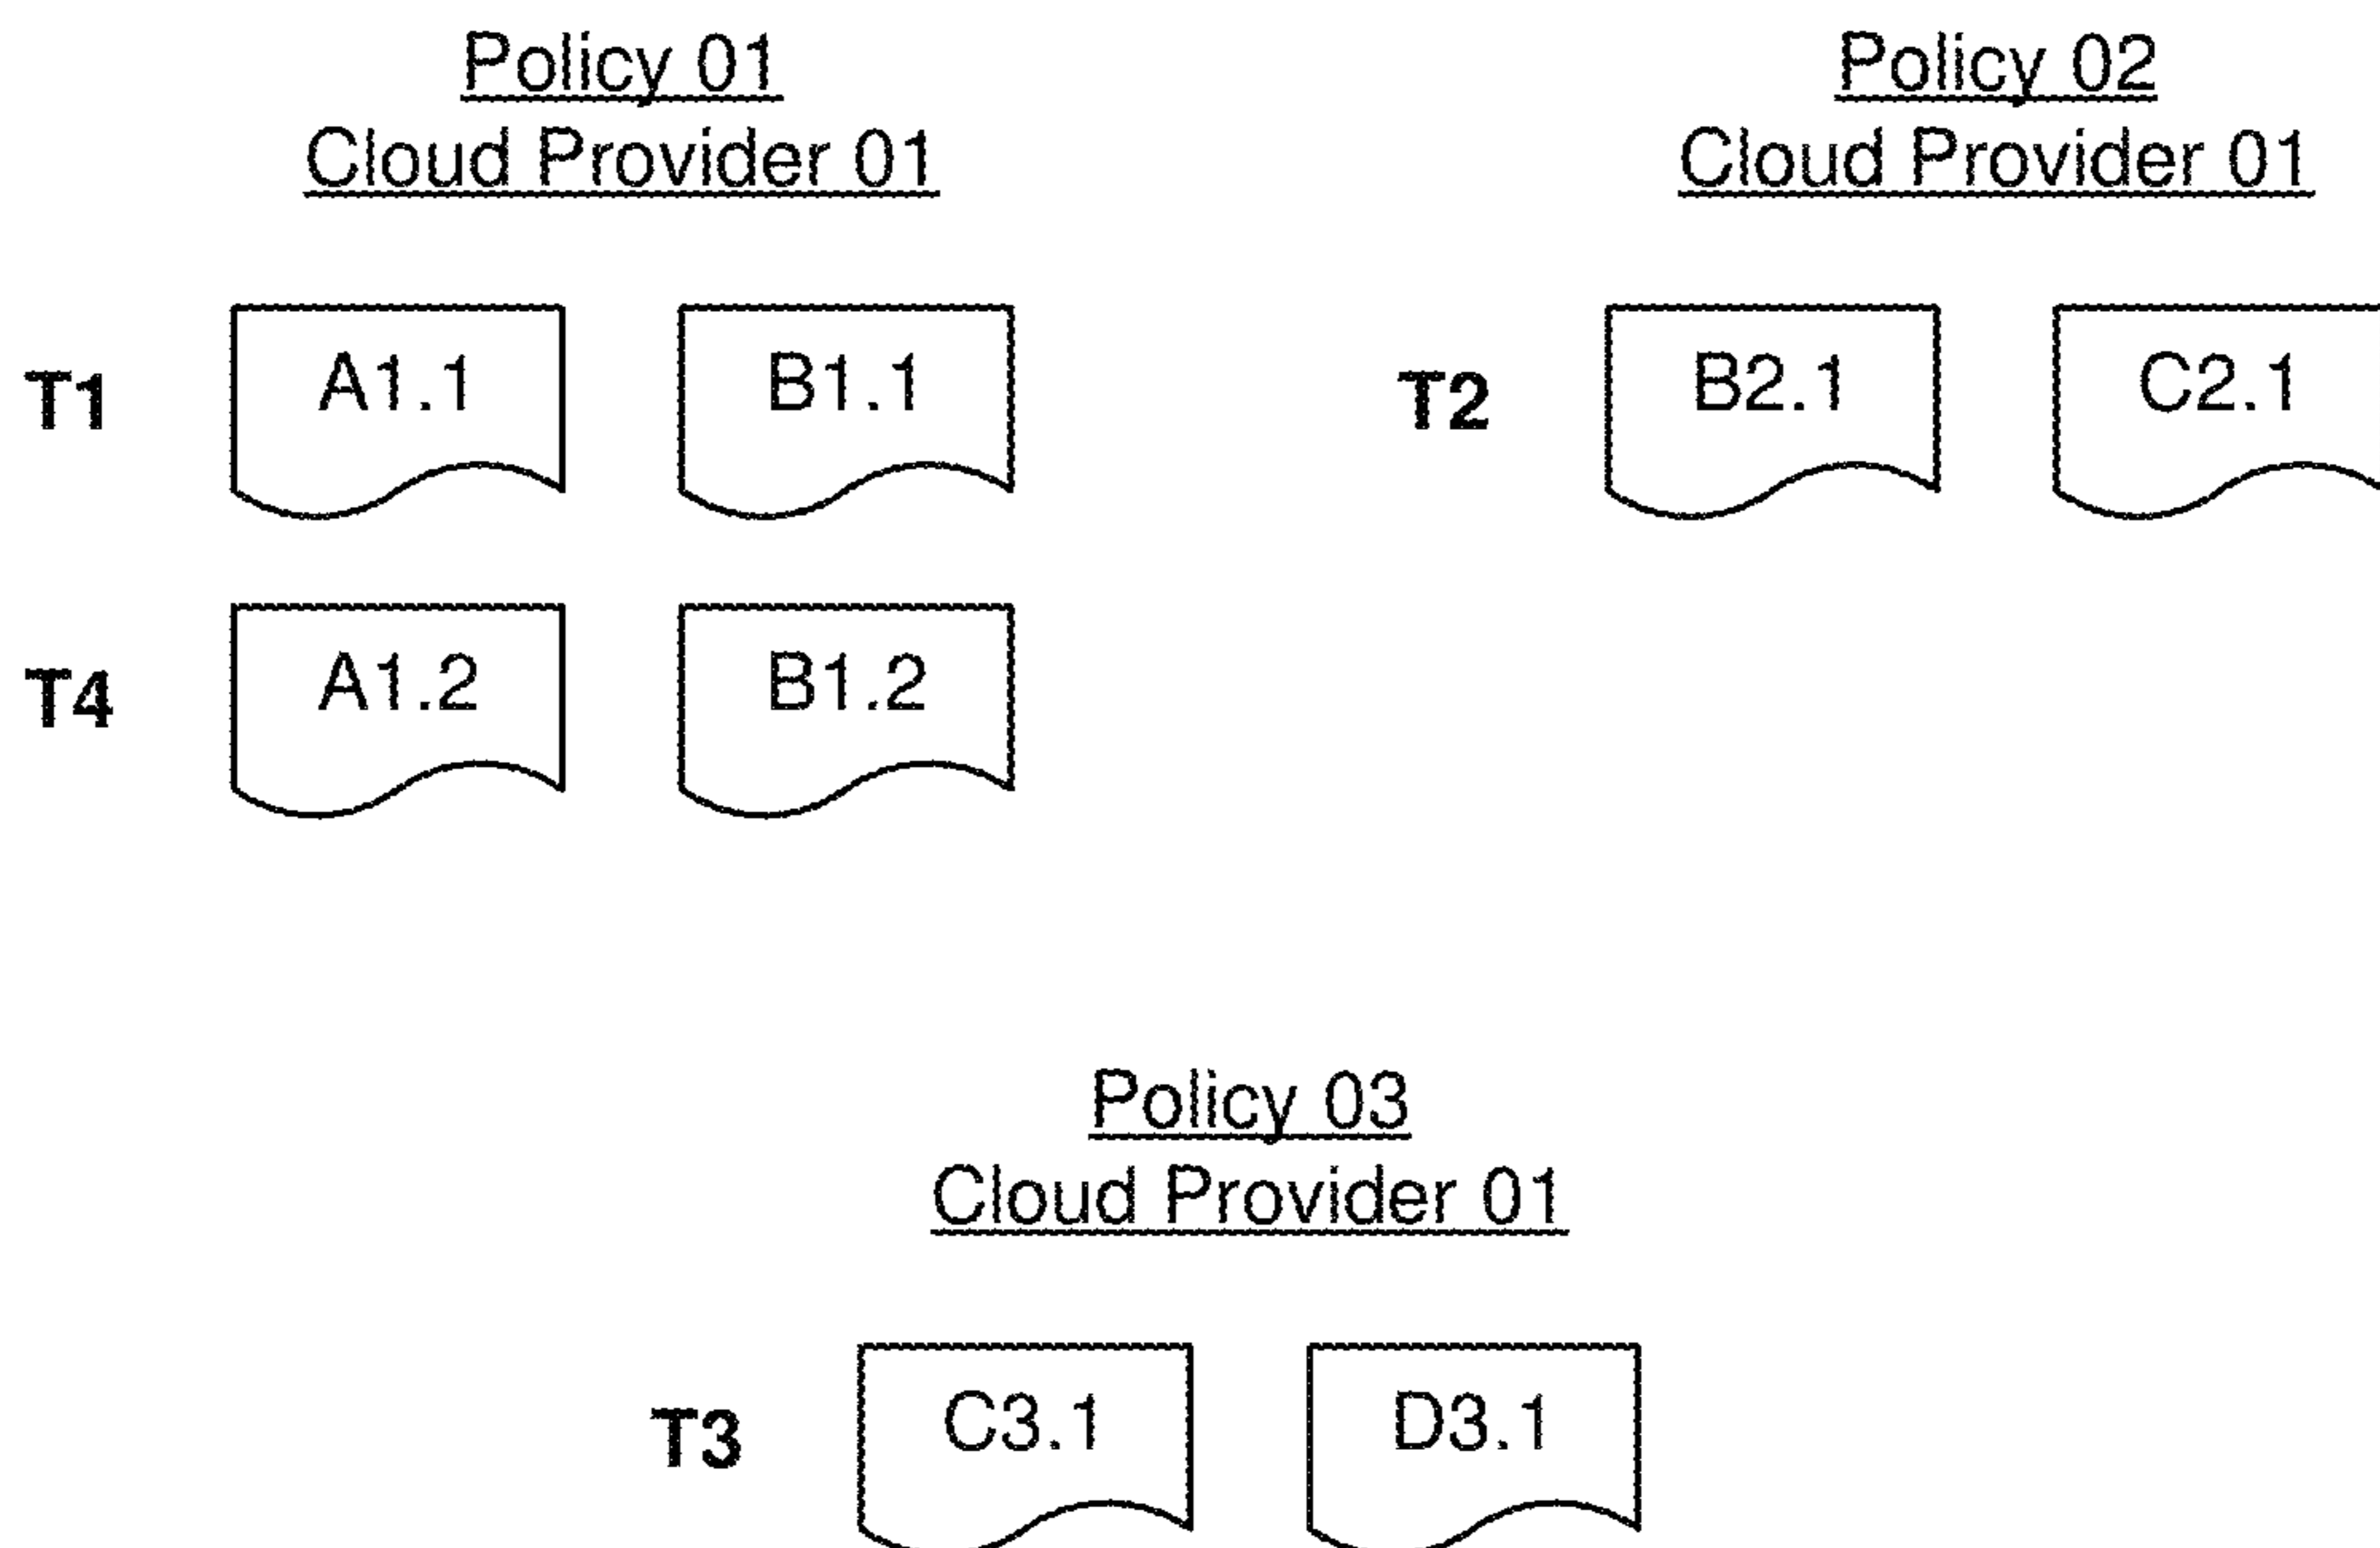 Policy 01
Cloud Provider 01
T1 A1.1 B1.1
T4 A1.2 B1.2
Policy 02
Cloud Provider 01
T2 B2.1 C2.1
Policy 03
Cloud Provider 01
T3 C3.1 D3.1